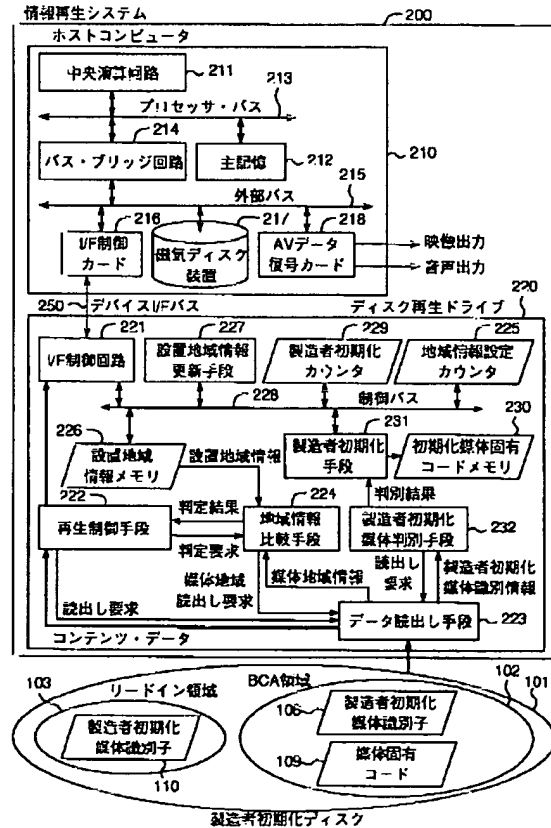 情報再生システム
200
ホストコンピュータ
中央演算回路
211
213
プロセッサ・バス
214
バス・ブリッジ回路
主記憶
212
210
外部バス
215
216
217
218
I/F制御
カード
磁気ディスク
装置
AVデータ
復号カード
映像出力
音声出力
250
デバイスI/Fバス
ディスク再生ドライブ
220
221
227
229
225
I/F制御回路
設置地域情報
更新手段
製造者初期化
カウンタ
地域情報設定
カウンタ
228
制御バス
226
231
230
設置地域
情報メモリ
設置地域情報
製造者初期化
手段
初期化媒体固有
コードメモリ
222
判定結果
224
判別結果
再生制御手段
地域情報
比較手段
製造者初期化
媒体判別手段
232
判定要求
媒体地域
読出し要求
媒体地域情報
読出し
要求
製造者初期化
媒体識別情報
読出し要求
データ読出し手段
223
コンテンツ・データ
103
リードイン領域
BCA領域
102
101
製造者初期化
媒体識別子
110
106
製造者初期化
媒体識別子
109
媒体固有
コード
製造者初期化ディスク